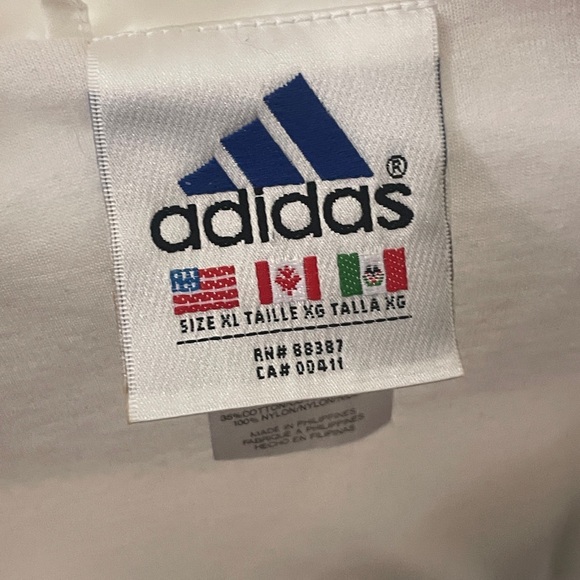 adidas®
SIZE XL TAILLE XG TALLA XG
RN# 88387
CA# 00411
100% NYLON/NYLON/
MADE IN PHILIPPINES
FABRIQUE A PHILIPPINES
HECHO EN FILIPINAS